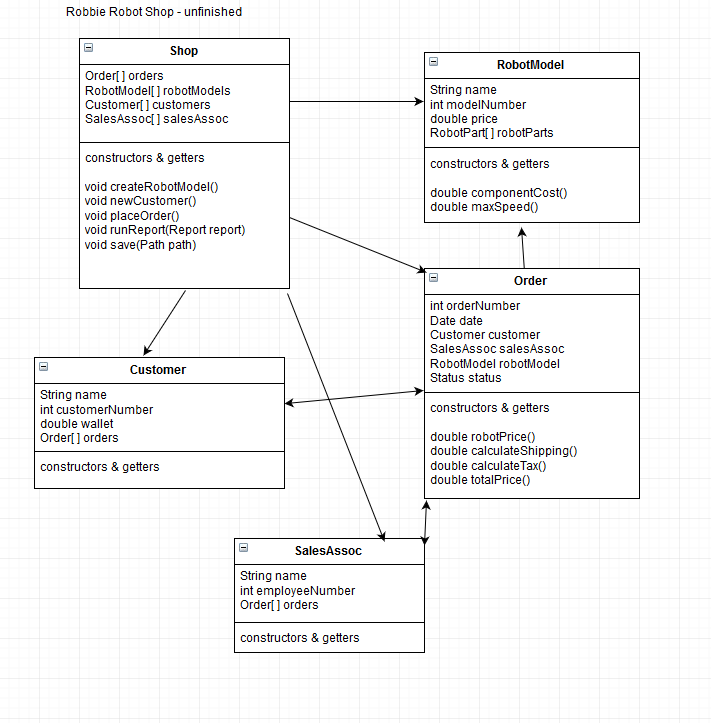 Robbie Robot Shop - unfinished
Shop
Order[ ] orders
RobotModel[ ] robotModels
Customer[ ] customers
SalesAssoc[ ] salesAssoc
constructors & getters
void createRobotModel()
void newCustomer()
void placeOrder()
void runReport(Report report)
void save(Path path)
RobotModel
String name
int modelNumber
double price
RobotPart[ ] robotParts
constructors & getters
double componentCost()
double maxSpeed()
Order
int orderNumber
Date date
Customer customer
SalesAssoc salesAssoc
RobotModel robotModel
Status status
constructors & getters
double robotPrice()
double calculateShipping()
double calculateTax()
double totalPrice()
Customer
String name
int customerNumber
double wallet
Order[ ] orders
constructors & getters
SalesAssoc
String name
int employeeNumber
Order[ ] orders
constructors & getters